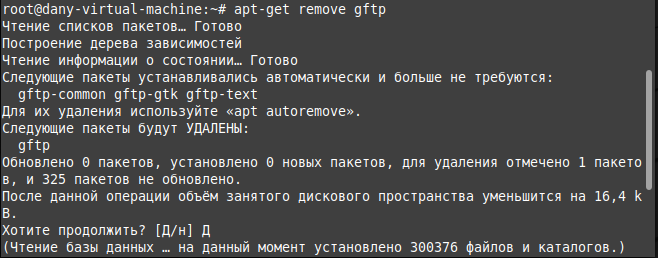 root@dany-virtual-machine:~# apt-get remove gftp
Чтение списков пакетов… Готово
Построение дерева зависимостей
Чтение информации о состоянии… Готово
Следующие пакеты устанавливались автоматически и больше не требуются:
  gftp-common gftp-gtk gftp-text
Для их удаления используйте «apt autoremove».
Следующие пакеты будут УДАЛЕНЫ:
  gftp
Обновлено 0 пакетов, установлено 0 новых пакетов, для удаления отмечено 1 пакето
в, и 325 пакетов не обновлено.
После данной операции объём занятого дискового пространства уменьшится на 16,4 k
B.
Хотите продолжить? [Д/н] Д
(Чтение базы данных … на данный момент установлено 300376 файлов и каталогов.)